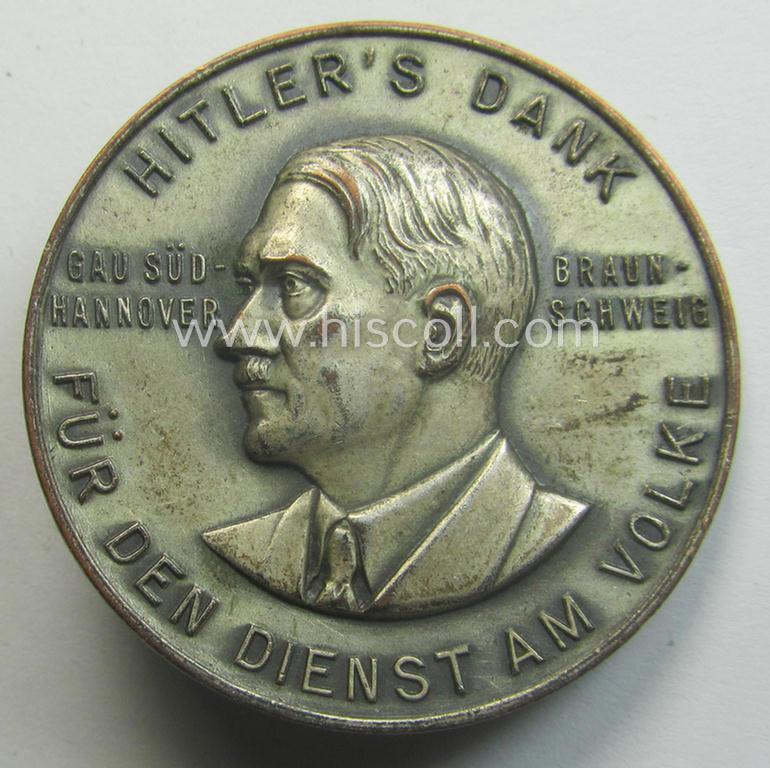 HITLER'S DANK
GAU SÜD-
HANNOVER
BRAUN-
SCHWEIG
FÜR DEN DIENST AM VOLKE
www.hiscoll.com